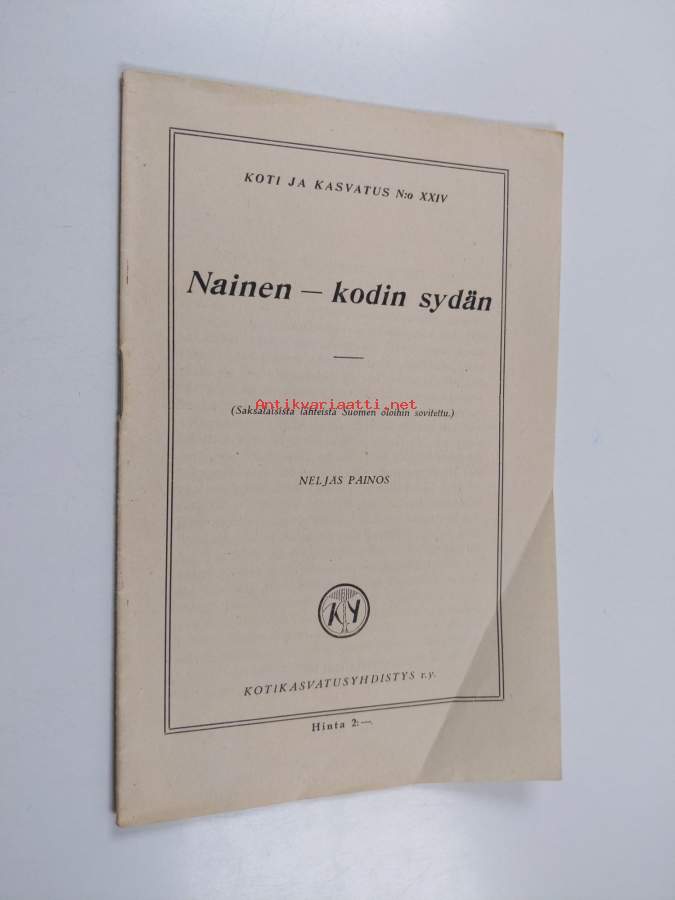 KOTI JA KASVATUS N:o XXIV
Nainen — kodin sydän
Antikvariaatti.net
(Saksalaisista lähteistä Suomen oloihin sovitettu.)
NELJÄS PAINOS
KY
KOTIKASVATUSYHDISTYS r.y.
Hinta 2:—.